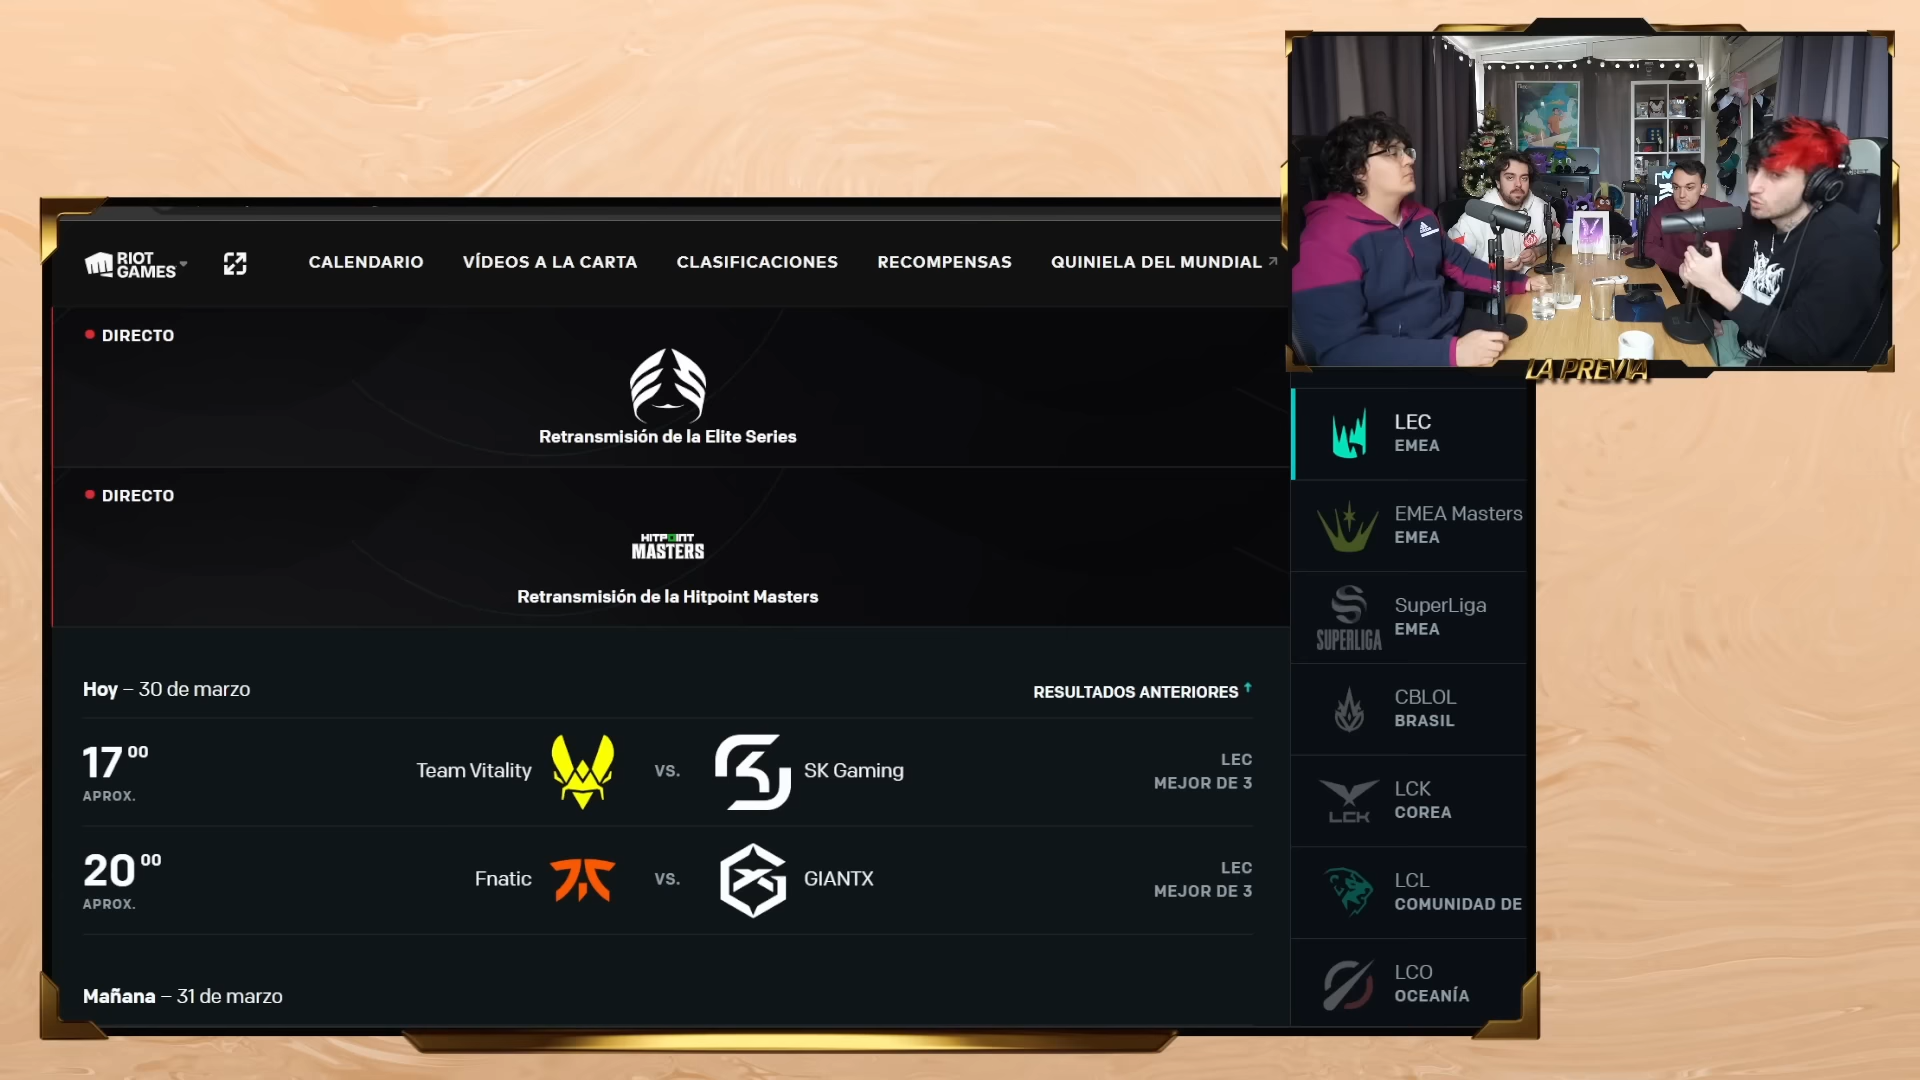 RIOT
GAMES
CALENDARIO
VÍDEOS A LA CARTA
CLASIFICACIONES
RECOMPENSAS
QUINIELA DEL MUNDIAL
DIRECTO
Retransmisión de la Elite Series
DIRECTO
HITPOINT
MASTERS
Retransmisión de la Hitpoint Masters
Hoy – 30 de marzo
RESULTADOS ANTERIORES
17 00
APROX.
Team Vitality
VS.
SK Gaming
LEC
MEJOR DE 3
20 00
APROX.
Fnatic
VS.
GIANTX
LEC
MEJOR DE 3
Mañana – 31 de marzo
LA PREVIA
LEC
EMEA
EMEA Masters
EMEA
SUPERLIGA
SuperLiga
EMEA
CBLOL
BRASIL
LCK
LCK
COREA
LCL
COMUNIDAD DE
LCO
OCEANÍA